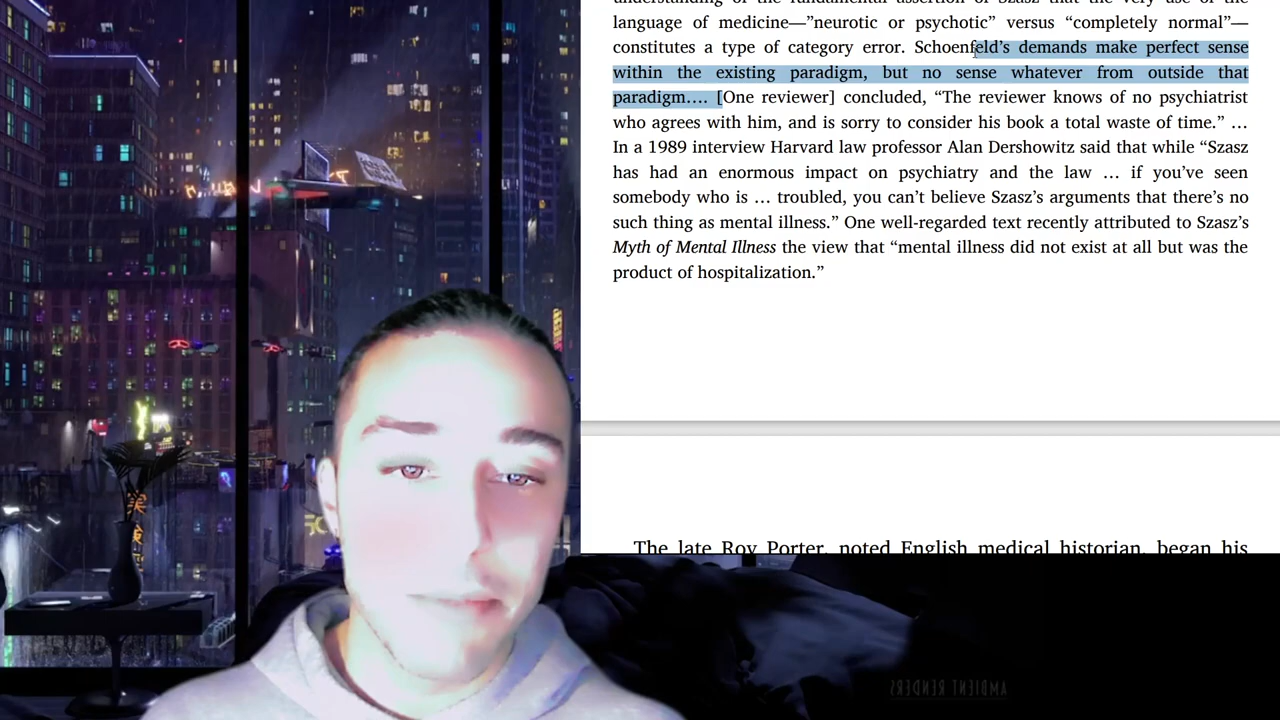 understanding of the fundamental assertion of Szasz that the very use of the
language of medicine—”neurotic or psychotic” versus “completely normal”—
constitutes a type of category error. Schoenfeld’s demands make perfect sense
within the existing paradigm, but no sense whatever from outside that
paradigm…. [One reviewer] concluded, “The reviewer knows of no psychiatrist
who agrees with him, and is sorry to consider his book a total waste of time.” …
In a 1989 interview Harvard law professor Alan Dershowitz said that while “Szasz
has had an enormous impact on psychiatry and the law … if you’ve seen
somebody who is … troubled, you can’t believe Szasz’s arguments that there’s no
such thing as mental illness.” One well-regarded text recently attributed to Szasz’s
Myth of Mental Illness the view that “mental illness did not exist at all but was the
product of hospitalization.”
The late Roy Porter, noted English medical historian, began his
AMBIENT RENDERS